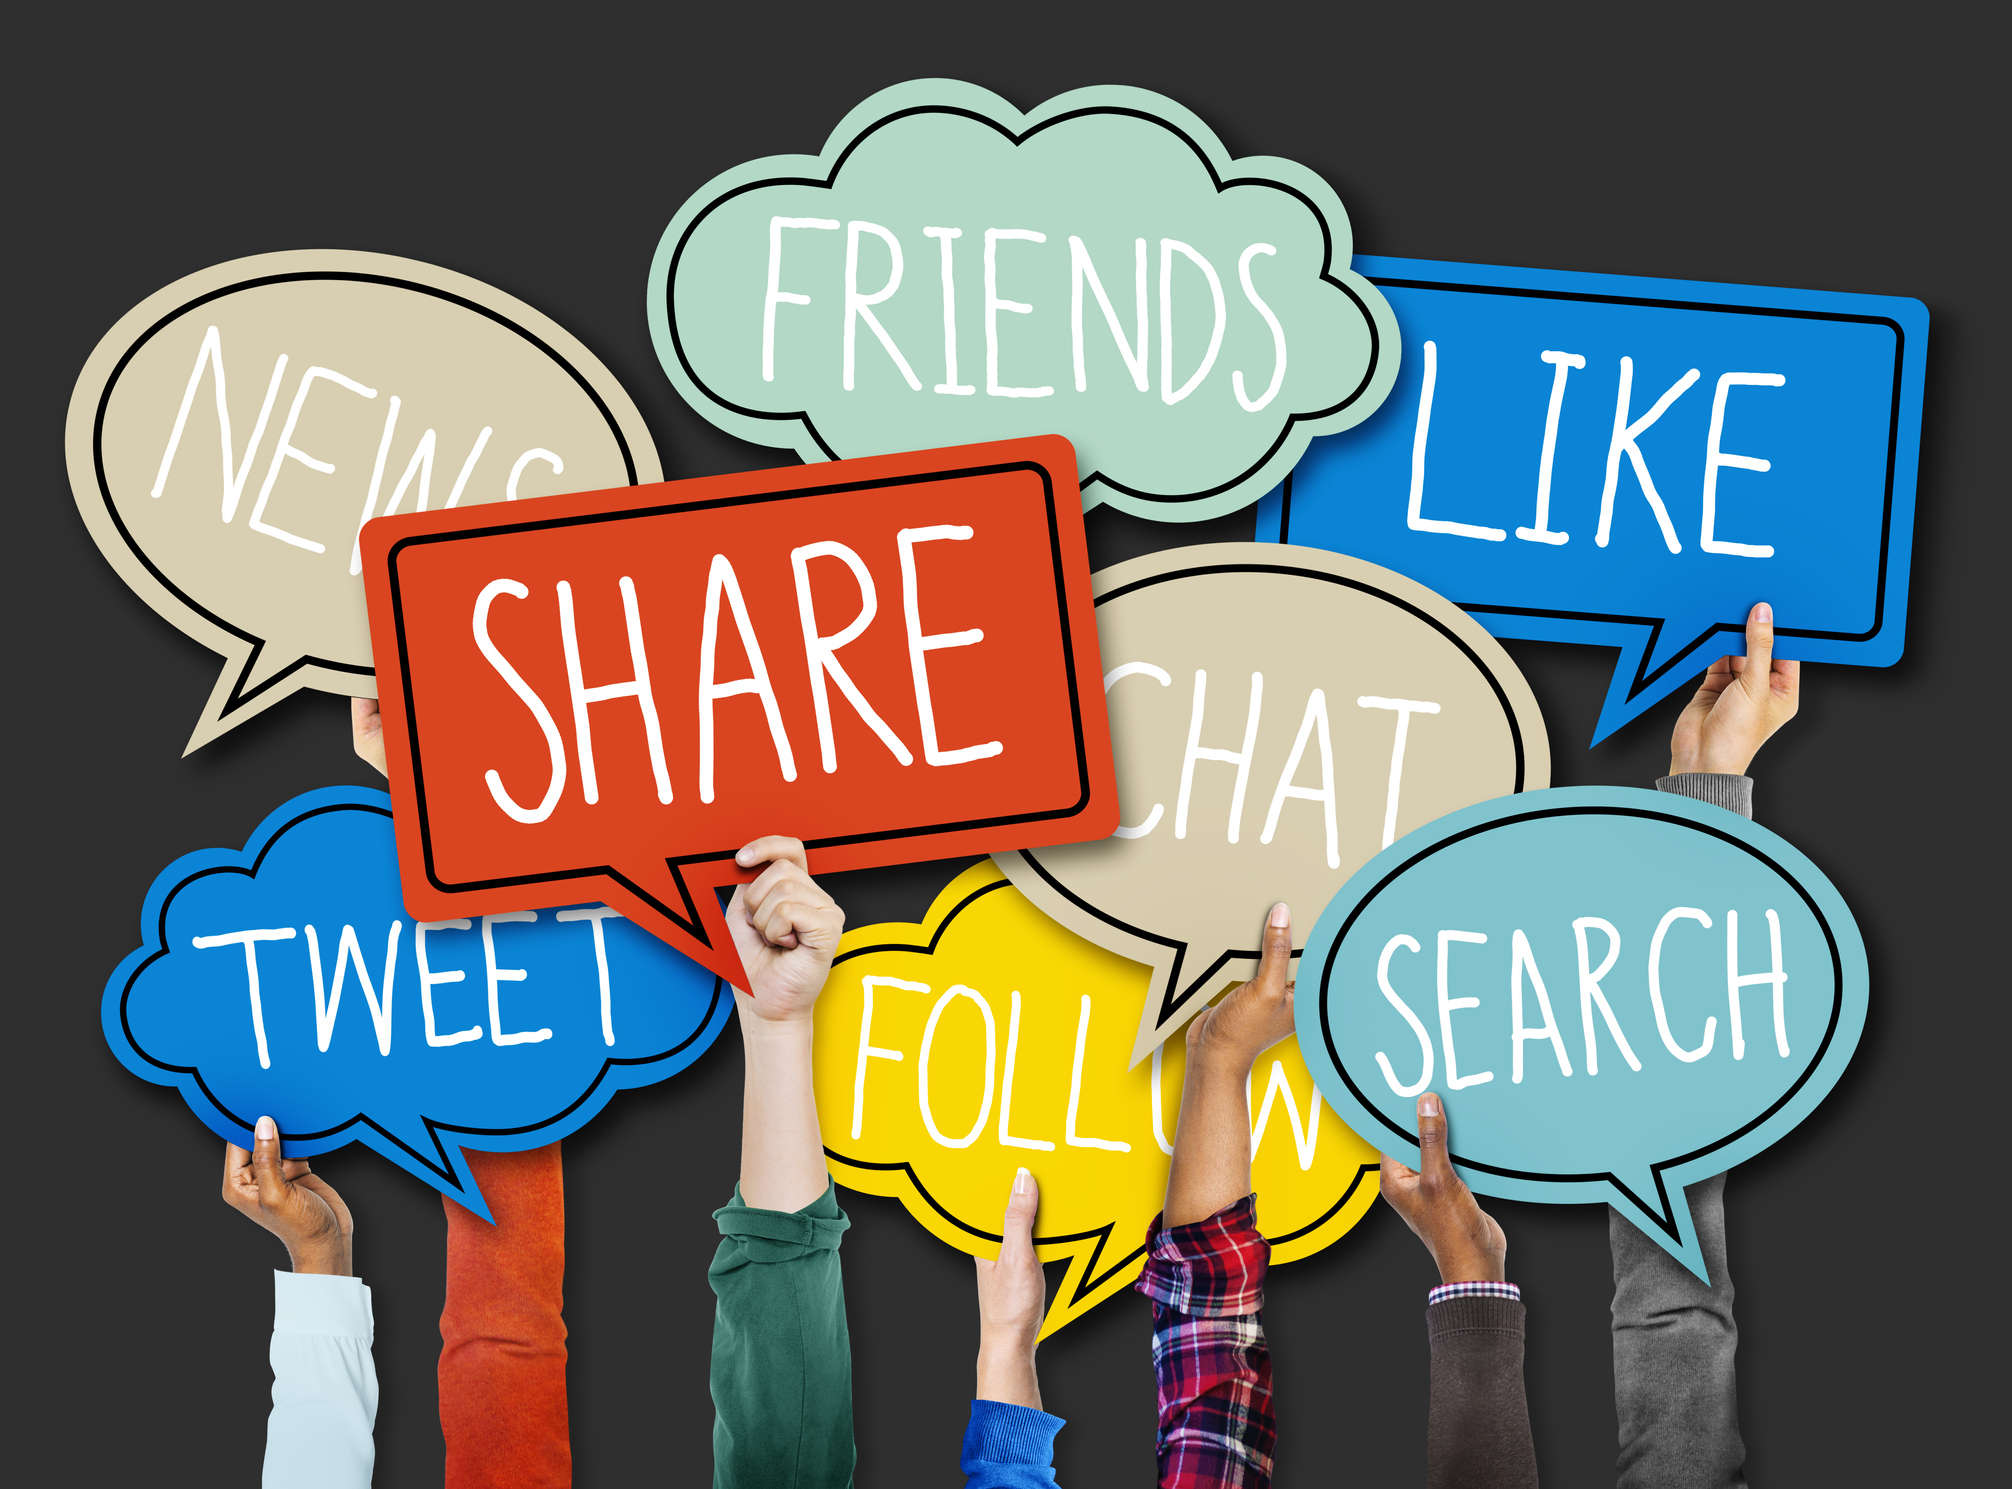 FRIENDS
NEWS
LIKE
SHARE
CHAT
TWEET
FOLLOW
SEARCH